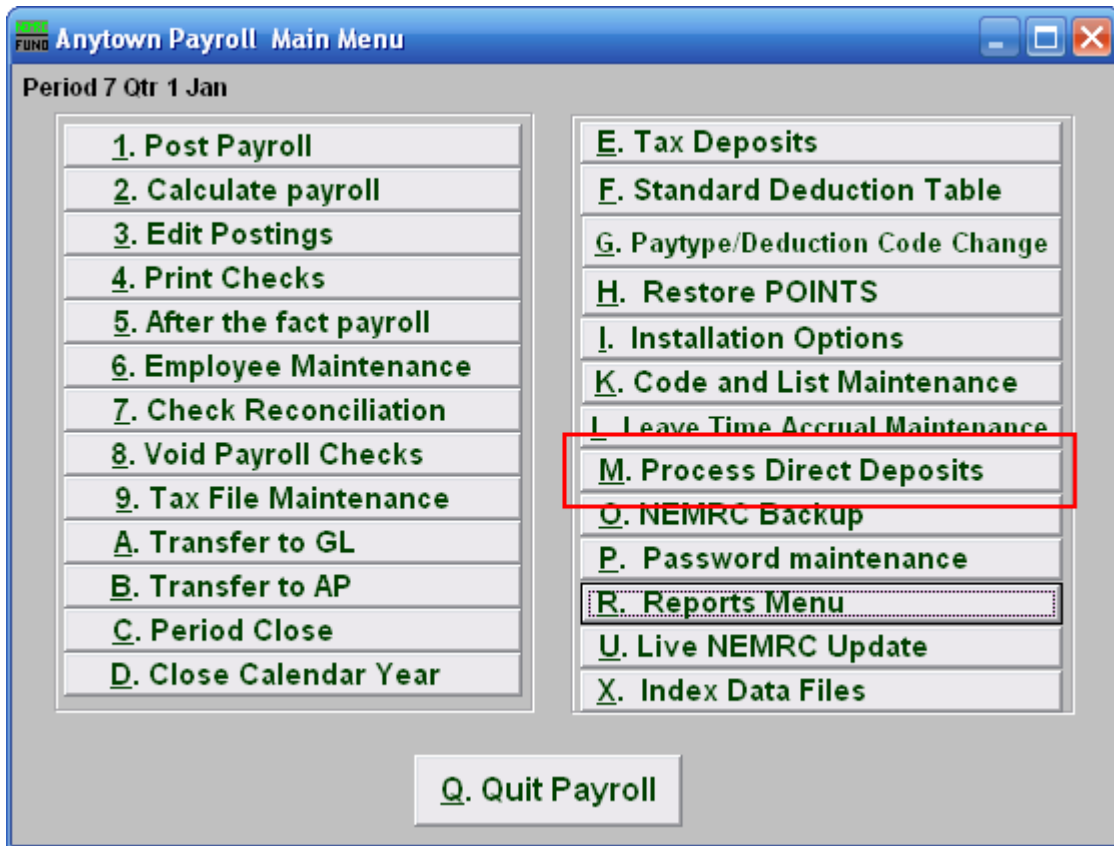 NEMRC
FUND Anytown Payroll Main Menu
Period 7 Qtr 1 Jan
1. Post Payroll
2. Calculate payroll
3. Edit Postings
4. Print Checks
5. After the fact payroll
6. Employee Maintenance
7. Check Reconciliation
8. Void Payroll Checks
9. Tax File Maintenance
A. Transfer to GL
B. Transfer to AP
C. Period Close
D. Close Calendar Year
E. Tax Deposits
F. Standard Deduction Table
G. Paytype/Deduction Code Change
H. Restore POINTS
I. Installation Options
K. Code and List Maintenance
L. Leave Time Accrual Maintenance
M. Process Direct Deposits
O. NEMRC Backup
P. Password maintenance
R. Reports Menu
U. Live NEMRC Update
X. Index Data Files
Q. Quit Payroll